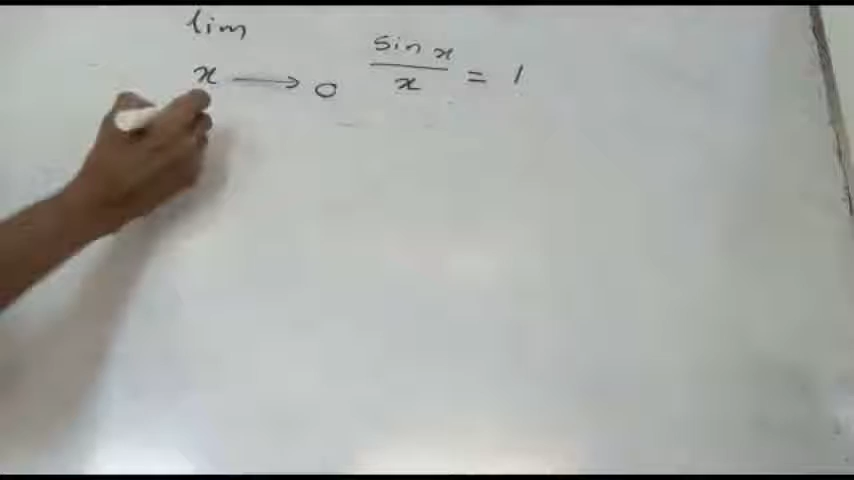 lim
x → 0 sin x / x = 1